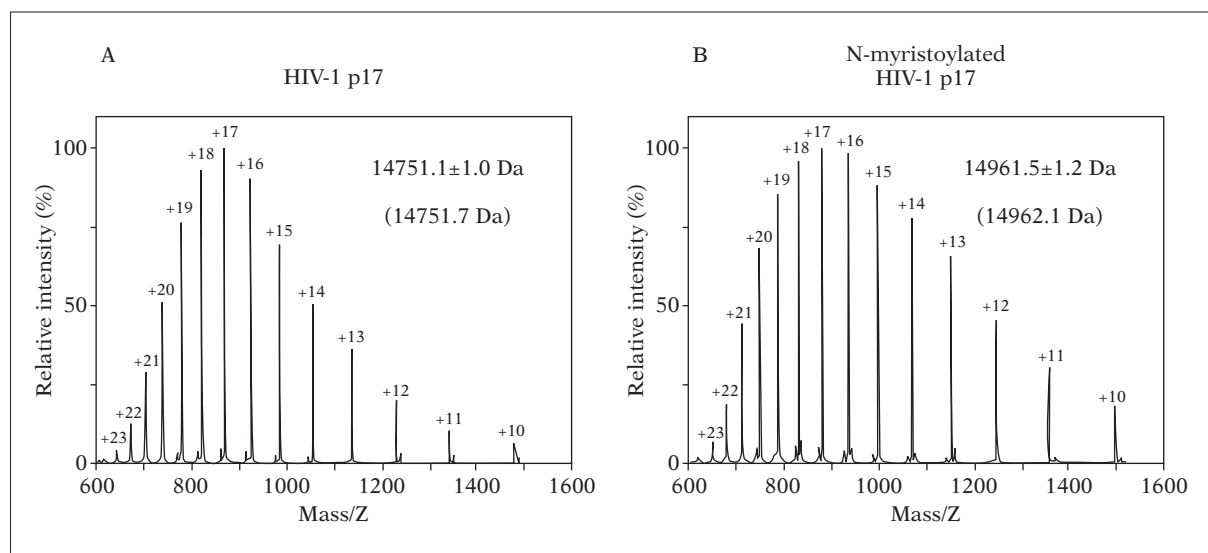 A
HIV-1 p17
Relative intensity (%)
100
50
0
+23
+22
+21
+20
+19
+18
+17
+16
+15
+14
+13
+12
+11
+10
14751.1±1.0 Da
(14751.7 Da)
600 800 1000 1200 1400 1600
Mass/Z
B
N-myristoylated
HIV-1 p17
Relative intensity (%)
100
50
0
+23
+22
+21
+20
+19
+18
+17
+16
+15
+14
+13
+12
+11
+10
14961.5±1.2 Da
(14962.1 Da)
600 800 1000 1200 1400 1600
Mass/Z